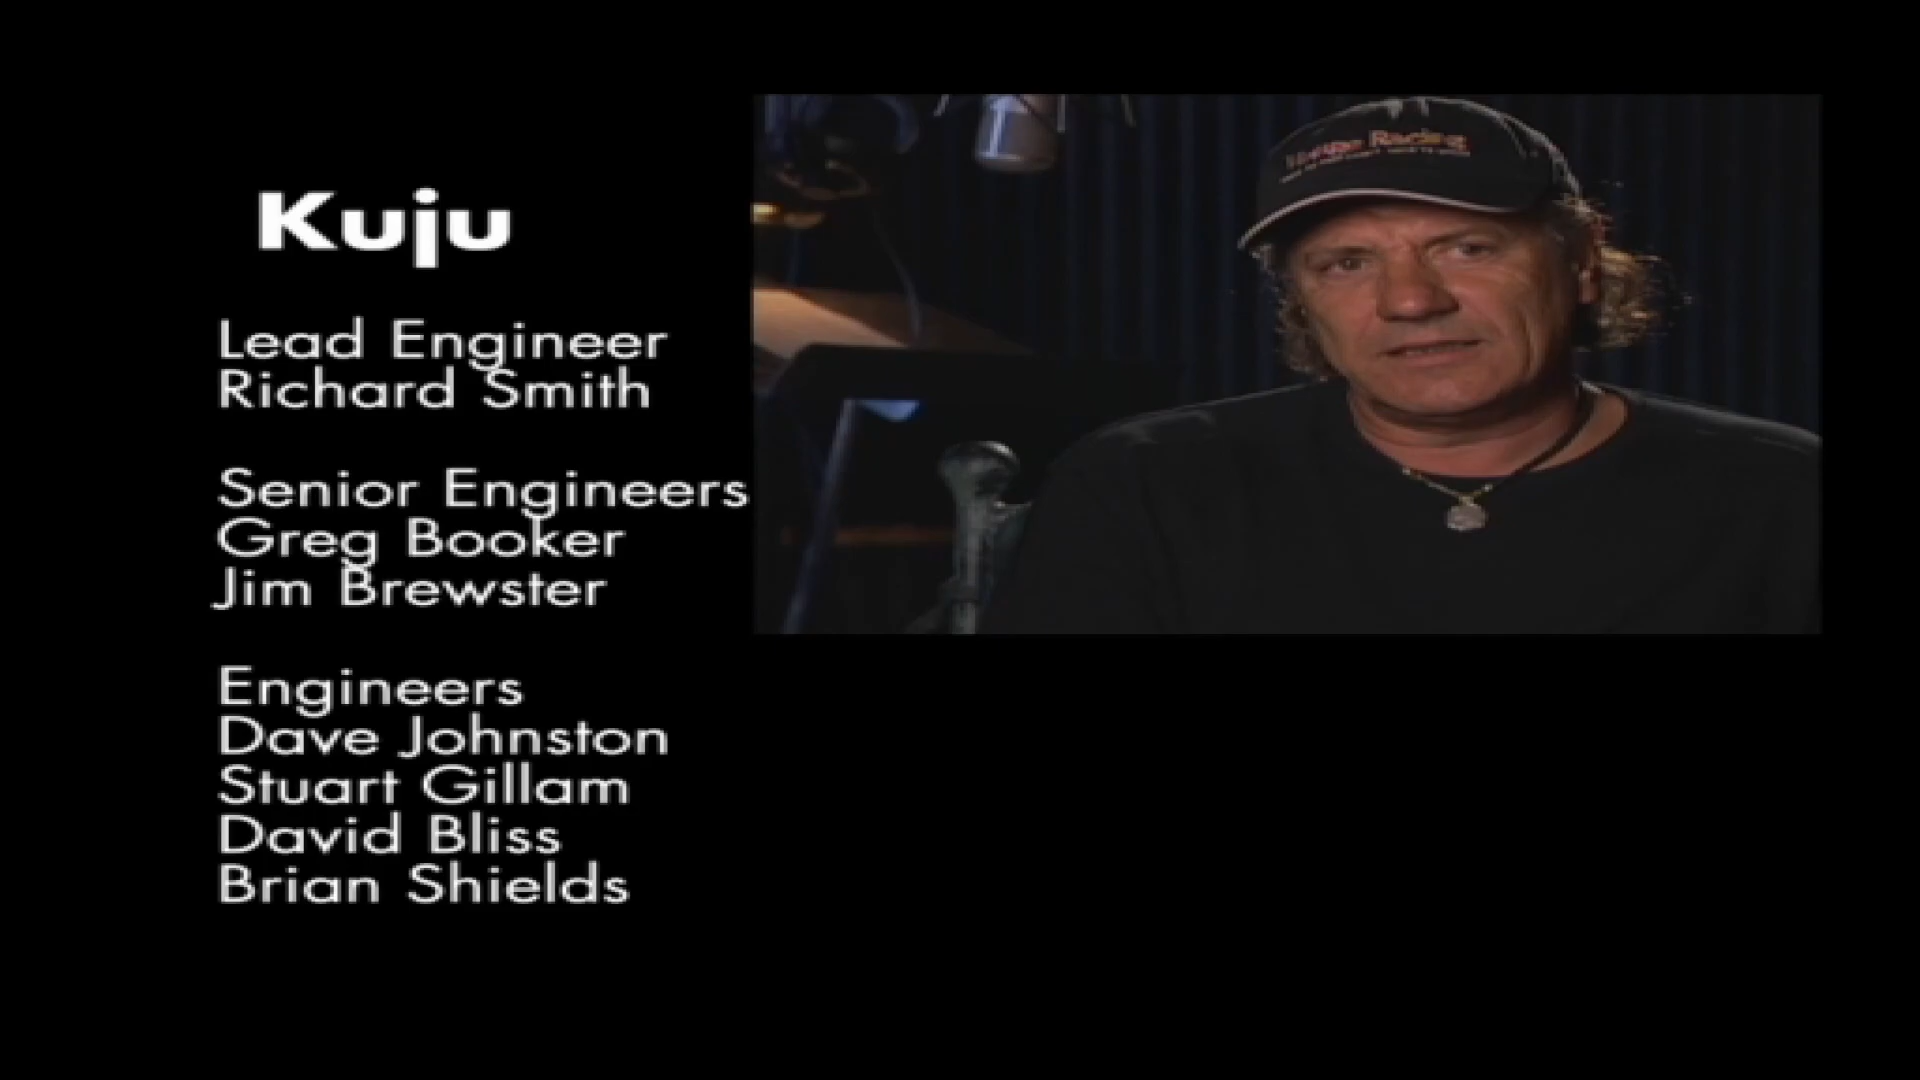 Kuju
Lead Engineer
Richard Smith
Senior Engineers
Greg Booker
Jim Brewster
Engineers
Dave Johnston
Stuart Gillam
David Bliss
Brian Shields
Racing